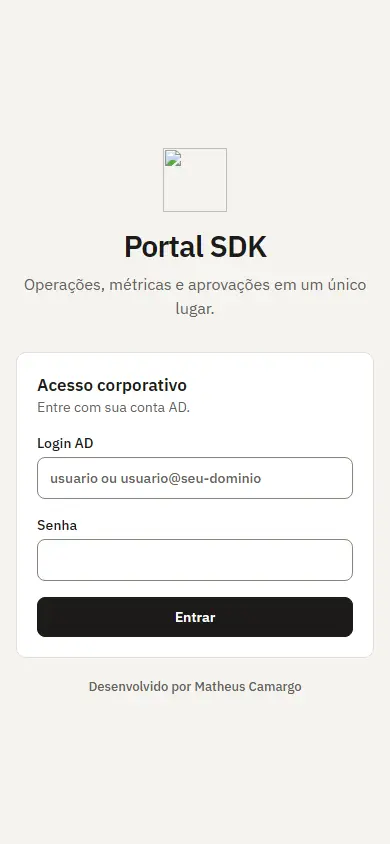 Portal SDK
Operações, métricas e aprovações em um único
lugar.
Acesso corporativo
Entre com sua conta AD.
Login AD
usuario ou usuario@seu-dominio
Senha
Entrar
Desenvolvido por Matheus Camargo